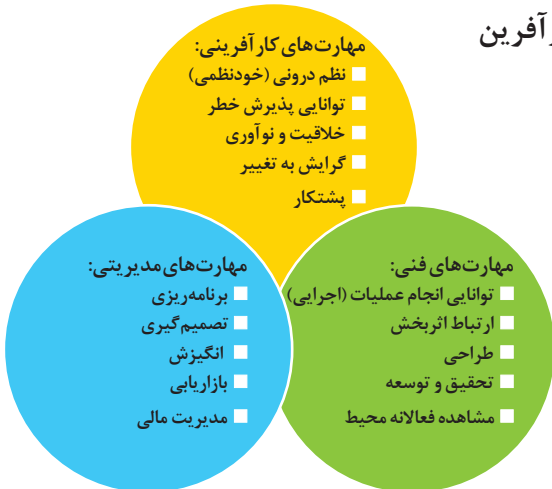 رآفرین
مهارت‌های کارآفرینی:
نظم درونی (خودنظمی)
توانایی پذیرش خطر
خلاقیت و نوآوری
گرایش به تغییر
پشتکار
مهارت‌های فنی:
توانایی انجام عملیات (اجرایی)
ارتباط اثربخش
طراحی
تحقیق و توسعه
مشاهده فعالانه محیط
مهارت‌های مدیریتی:
برنامه‌ریزی
تصمیم‌گیری
انگیزش
بازاریابی
مدیریت مالی